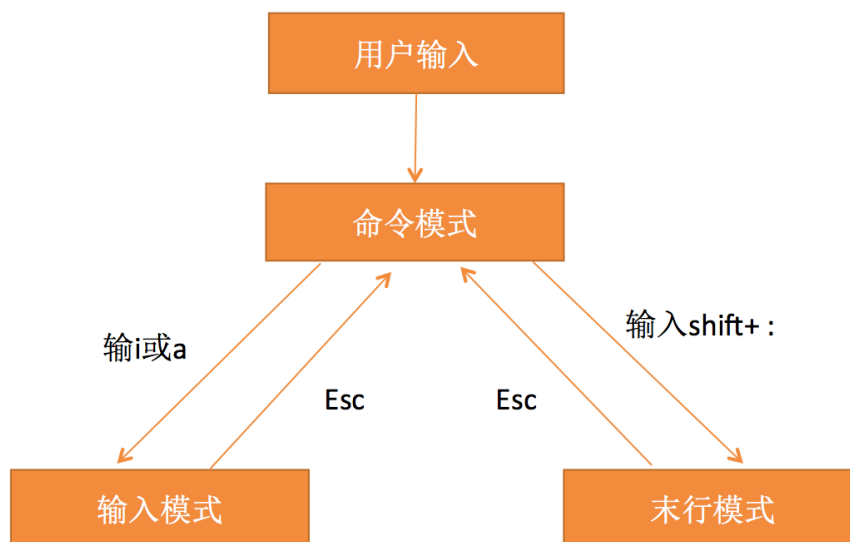 用户输入
命令模式
输i或a
输入shift+ :
Esc
Esc
输入模式
末行模式